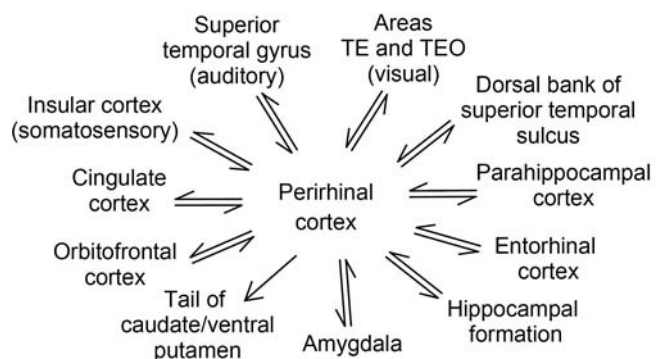 Superior
temporal gyrus
(auditory)
Areas
TE and TEO
(visual)
Dorsal bank of
superior temporal
sulcus
Insular cortex
(somatosensory)
Parahippocampal
cortex
Cingulate
cortex
Perirhinal
cortex
Entorhinal
cortex
Orbitofrontal
cortex
Hippocampal
formation
Tail of
caudate/ventral
putamen
Amygdala